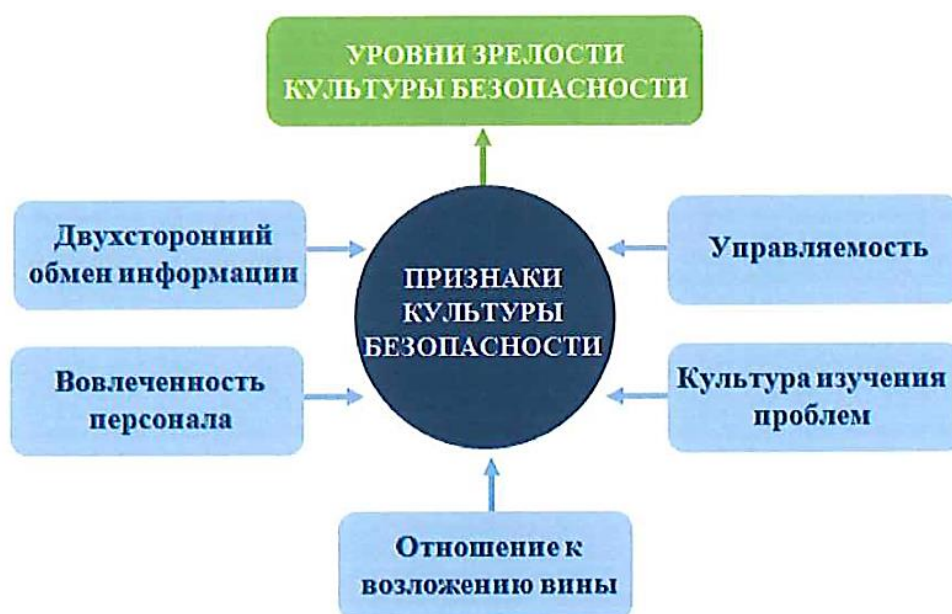 УРОВНИ ЗРЕЛОСТИ
КУЛЬТУРЫ БЕЗОПАСНОСТИ
Двухсторонний
обмен информации
Управляемость
ПРИЗНАКИ
КУЛЬТУРЫ
БЕЗОПАСНОСТИ
Вовлеченность
персонала
Культура изучения
проблем
Отношение к
возложению вины